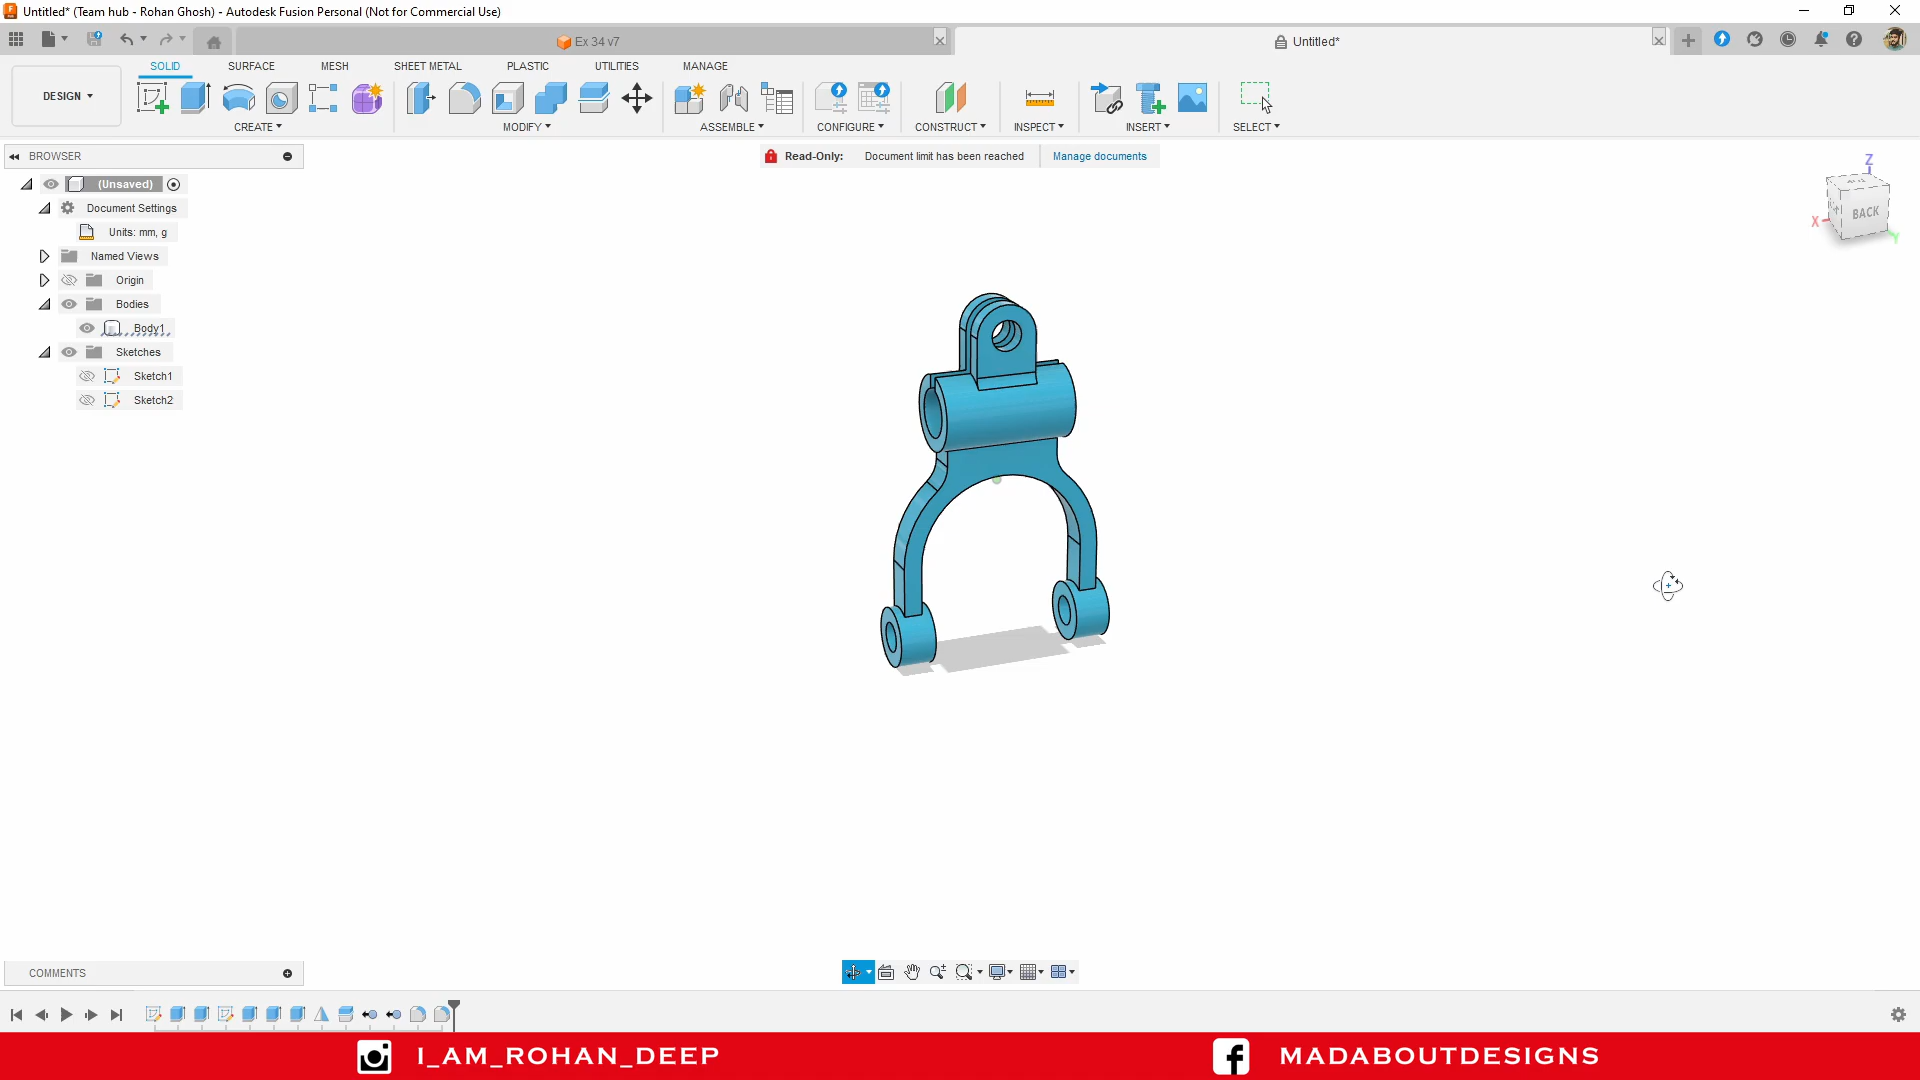 Untitled* (Team hub - Rohan Ghosh) - Autodesk Fusion Personal (Not for Commercial Use)
Ex 34 v7
Untitled*
SOLID SURFACE MESH SHEET METAL PLASTIC UTILITIES MANAGE
DESIGN
CREATE MODIFY ASSEMBLE CONFIGURE CONSTRUCT INSPECT INSERT SELECT
BROWSER
Read-Only: Document limit has been reached Manage documents
(Unsaved)
Document Settings
Units: mm, g
Named Views
Origin
Bodies
Body1
Sketches
Sketch1
Sketch2
Z
BACK
X
Y
COMMENTS
I_AM_ROHAN_DEEP
MADABOUTDESIGNS